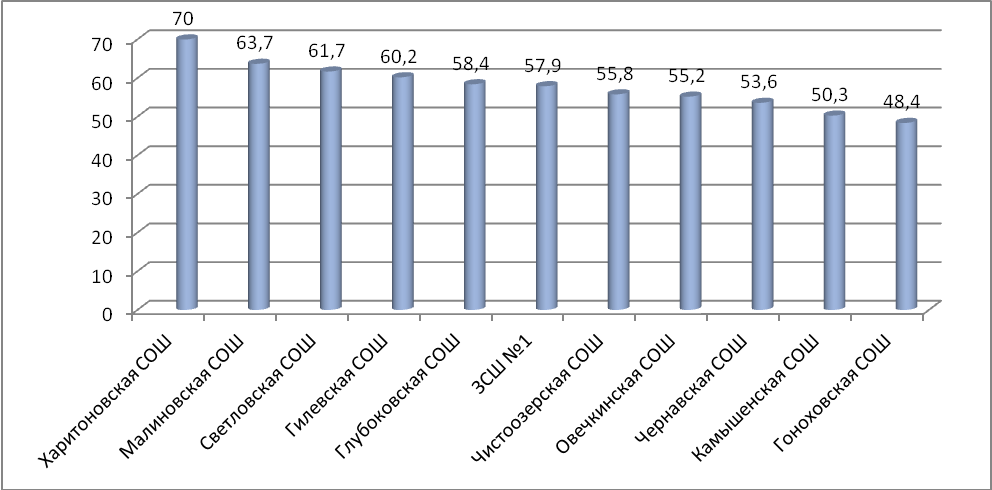 70
63,7
61,7
60,2
58,4
57,9
55,8
55,2
53,6
50,3
48,4
70
60
50
40
30
20
10
0
Харитоновская СОШ
Малиновская СОШ
Светловская СОШ
Гилевская СОШ
Глубоковская СОШ
ЗСШ №1
Чистоозерская СОШ
Овечкинская СОШ
Чернавская СОШ
Камышенская СОШ
Гоноховская СОШ